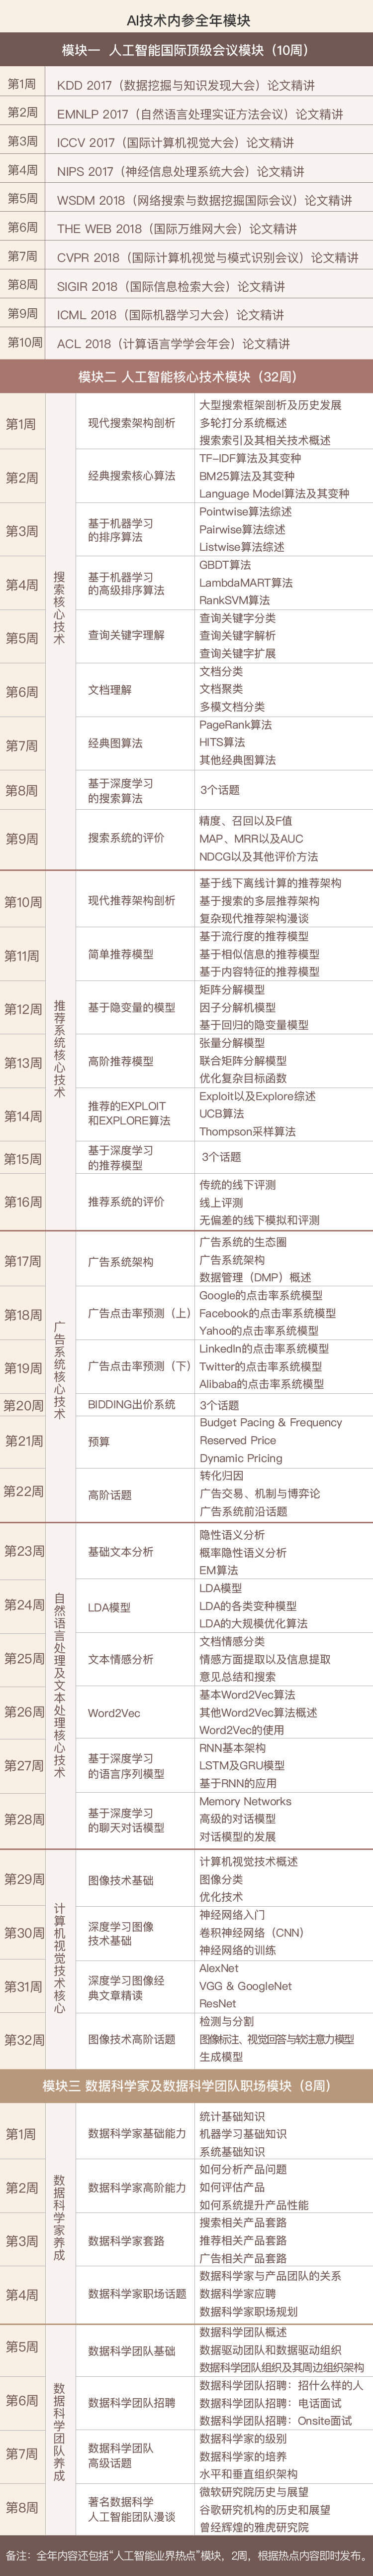 AI技术内参全年模块
模块一 人工智能国际顶级会议模块（10周）
第1周 KDD 2017（数据挖掘与知识发现大会）论文精讲
第2周 EMNLP 2017（自然语言处理实证方法会议）论文精讲
第3周 ICCV 2017（国际计算机视觉大会）论文精讲
第4周 NIPS 2017（神经信息处理系统大会）论文精讲
第5周 WSDM 2018（网络搜索与数据挖掘国际会议）论文精讲
第6周 THE WEB 2018（国际万维网大会）论文精讲
第7周 CVPR 2018（国际计算机视觉与模式识别会议）论文精讲
第8周 SIGIR 2018（国际信息检索大会）论文精讲
第9周 ICML 2018（国际机器学习大会）论文精讲
第10周 ACL 2018（计算语言学学会年会）论文精讲
模块二 人工智能核心技术模块（32周）
搜索核心技术
第1周 现代搜索架构剖析
大型搜索框架剖析及历史发展
多轮打分系统概述
搜索索引及其相关技术概述
第2周 经典搜索核心算法
TF-IDF算法及其变种
BM25算法及其变种
Language Model算法及其变种
第3周 基于机器学习
的排序算法
Pointwise算法综述
Pairwise算法综述
Listwise算法综述
第4周 基于机器学习
的高级排序算法
GBDT算法
LambdaMART算法
RankSVM算法
第5周 查询关键字理解
查询关键字分类
查询关键字解析
查询关键字扩展
第6周 文档理解
文档分类
文档聚类
多模文档分类
第7周 经典图算法
PageRank算法
HITS算法
其他经典图算法
第8周 基于深度学习
的搜索算法
3个话题
第9周 搜索系统的评价
精度、召回以及F值
MAP、MRR以及AUC
NDCG以及其他评价方法
推荐系统核心技术
第10周 现代推荐架构剖析
基于线下离线计算的推荐架构
基于搜索的多层推荐架构
复杂现代推荐架构漫谈
第11周 简单推荐模型
基于流行度的推荐模型
基于相似信息的推荐模型
基于内容特征的推荐模型
第12周 基于隐变量的模型
矩阵分解模型
因子分解机模型
基于回归的隐变量模型
第13周 高阶推荐模型
张量分解模型
联合矩阵分解模型
优化复杂目标函数
第14周 推荐的EXPLOIT
和EXPLORE算法
Exploit以及Explore综述
UCB算法
Thompson采样算法
第15周 基于深度学习
的推荐模型
3个话题
第16周 推荐系统的评价
传统的线下评测
线上评测
无偏差的线下模拟和评测
广告系统核心技术
第17周 广告系统架构
广告系统的生态圈
广告系统架构
数据管理（DMP）概述
第18周 广告点击率预测（上）
Google的点击率系统模型
Facebook的点击率系统模型
Yahoo的点击率系统模型
第19周 广告点击率预测（下）
LinkedIn的点击率系统模型
Twitter的点击率系统模型
Alibaba的点击率系统模型
第20周 BIDDING出价系统 3个话题
第21周 预算
Budget Pacing & Frequency
Reserved Price
Dynamic Pricing
第22周 高阶话题
转化归因
广告交易、机制与博弈论
广告系统前沿话题
自然语言处理及文本处理核心技术
第23周 基础文本分析
隐性语义分析
概率隐性语义分析
EM算法
第24周 LDA模型
LDA模型
LDA的各类变种模型
LDA的大规模优化算法
第25周 文本情感分析
文档情感分类
情感方面提取以及信息提取
意见总结和搜索
第26周 Word2Vec
基本Word2Vec算法
其他Word2Vec算法概述
Word2Vec的使用
第27周 基于深度学习
的语言序列模型
RNN基本架构
LSTM及GRU模型
基于RNN的应用
第28周 基于深度学习
的聊天对话模型
Memory Networks
高级的对话模型
对话模型的发展
计算机视觉技术核心
第29周 图像技术基础
计算机视觉技术概述
图像分类
优化技术
第30周 深度学习图像
技术基础
神经网络入门
卷积神经网络（CNN）
神经网络的训练
第31周 深度学习图像经
典文章精读
AlexNet
VGG & GoogleNet
ResNet
第32周 图像技术高阶话题
检测与分割
图像标注、视觉回答与软注意力模型
生成模型
模块三 数据科学家及数据科学团队职场模块（8周）
数据科学家养成
第1周 数据科学家基础能力
统计基础知识
机器学习基础知识
系统基础知识
第2周 数据科学家高阶能力
如何分析产品问题
如何评估产品
如何系统提升产品性能
第3周 数据科学家套路
搜索相关产品套路
推荐相关产品套路
广告相关产品套路
第4周 数据科学家职场话题
数据科学家与产品团队的关系
数据科学家应聘
数据科学家职场规划
数据科学团队养成
第5周 数据科学团队基础
数据科学团队概述
数据驱动团队和数据驱动组织
数据科学团队组织及其周边组织架构
第6周 数据科学团队招聘
数据科学团队招聘：招什么样的人
数据科学团队招聘：电话面试
数据科学团队招聘：Onsite面试
第7周 数据科学团队
高级话题
数据科学家的级别
数据科学家的培养
水平和垂直组织架构
第8周 著名数据科学
人工智能团队漫谈
微软研究院历史与展望
谷歌研究机构的历史和展望
曾经辉煌的雅虎研究院
备注：全年内容还包括“人工智能业界热点”模块，2周，根据热点内容即时发布。